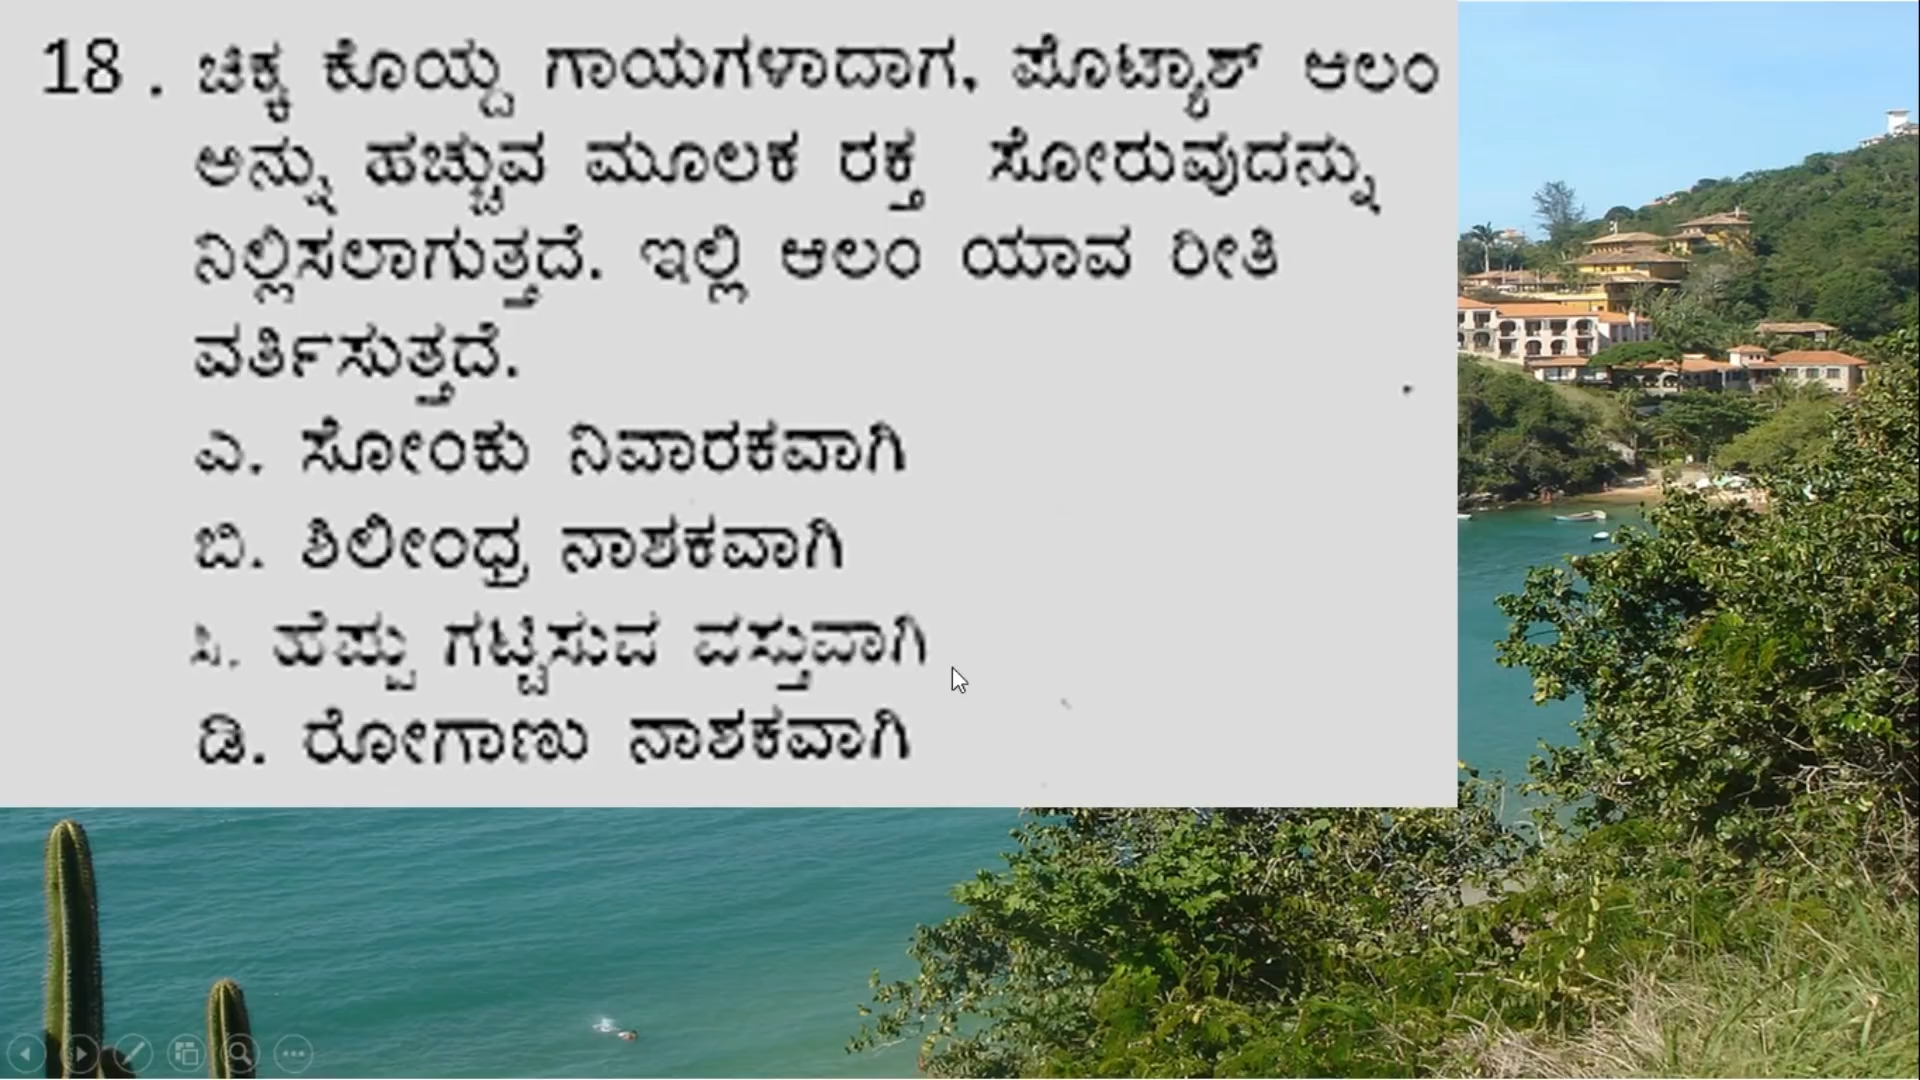 18 . ಚಿಕ್ಕ ಕೊಯ್ದ ಗಾಯಗಳಾದಾಗ, ಪೊಟ್ಯಾಶ್ ಆಲಂ
ಅನ್ನು ಹಚ್ಚುವ ಮೂಲಕ ರಕ್ತ ಸೋರುವುದನ್ನು
ನಿಲ್ಲಿಸಲಾಗುತ್ತದೆ. ಇಲ್ಲಿ ಆಲಂ ಯಾವ ರೀತಿ
ವರ್ತಿಸುತ್ತದೆ.
ಎ. ಸೋಂಕು ನಿವಾರಕವಾಗಿ
ಬಿ. ಶಿಲೀಂಧ್ರ ನಾಶಕವಾಗಿ
ಸಿ. ಹೆಪ್ಪು ಗಟ್ಟಿಸುವ ವಸ್ತುವಾಗಿ
ಡಿ. ರೋಗಾಣು ನಾಶಕವಾಗಿ